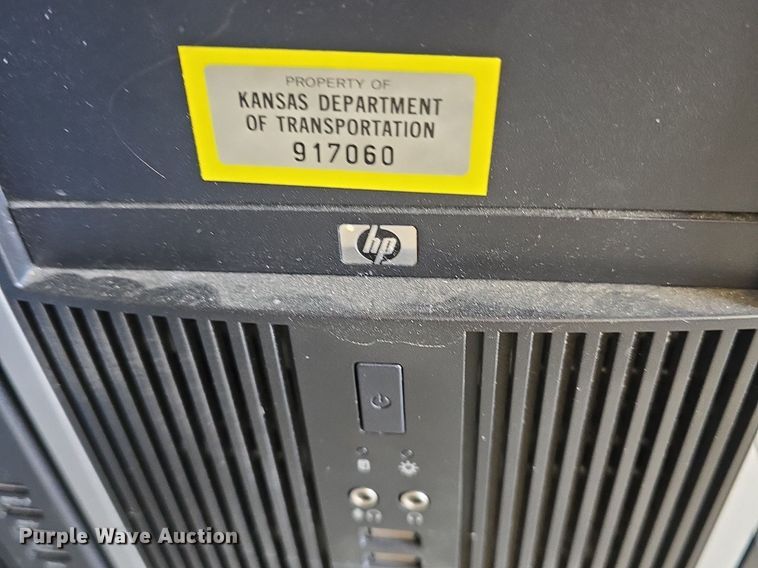 PROPERTY OF
KANSAS DEPARTMENT
OF TRANSPORTATION
917060
hp
Purple Wave Auction